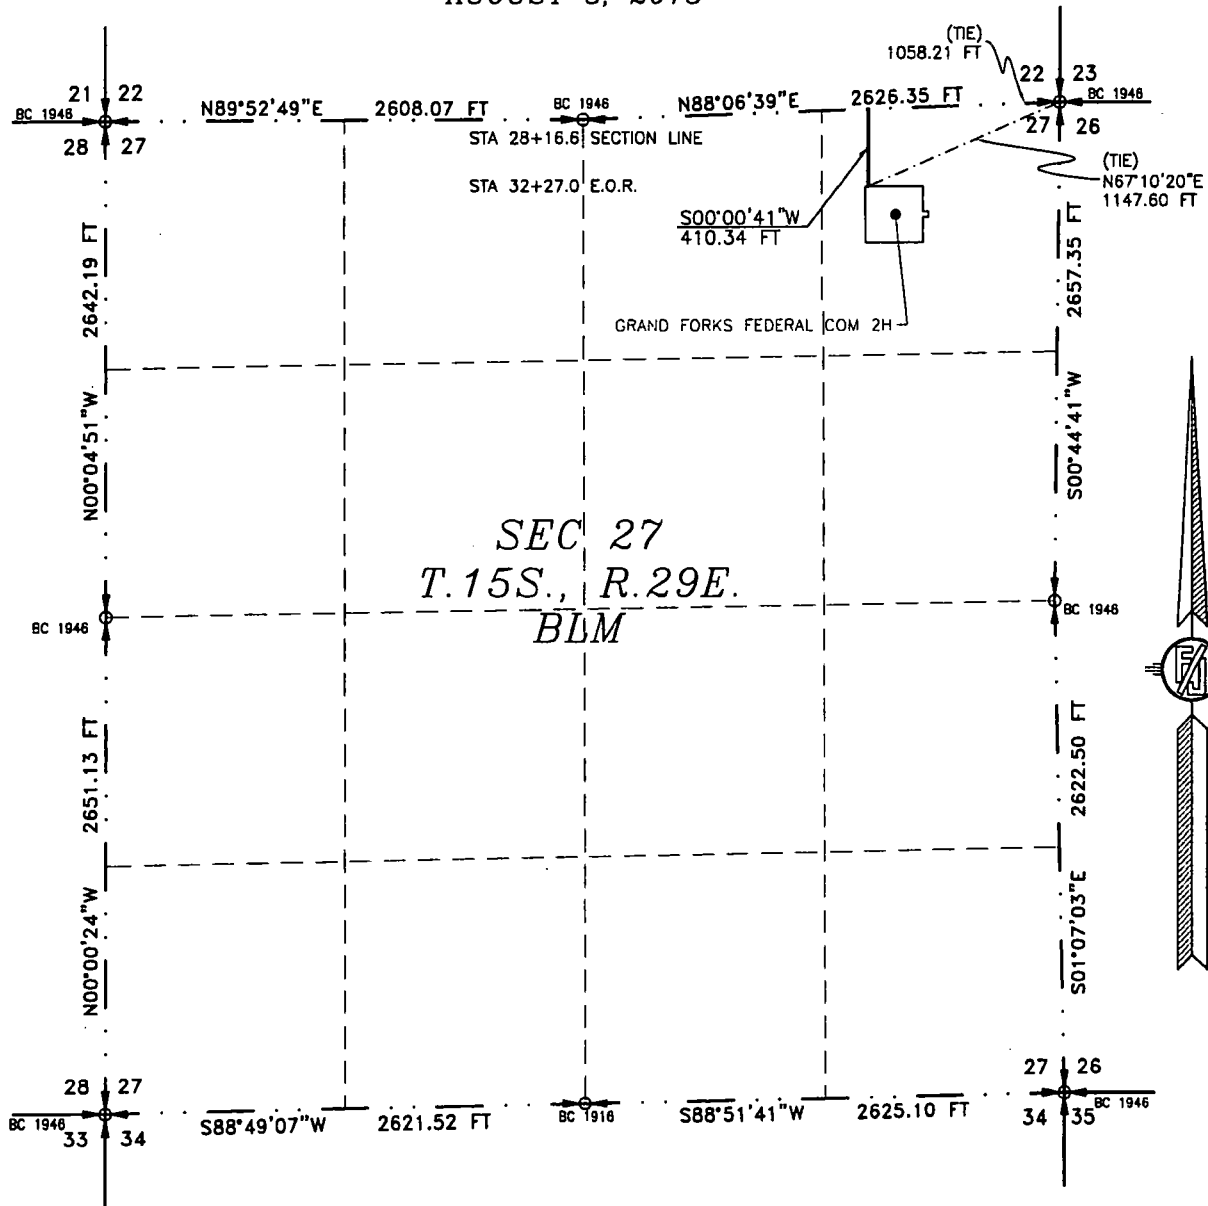 (TIE)
1058.21 FT
21 22
22 23
BC 1946
N89°52'49"E 2608.07 FT
BC 1946
N88°06'39"E 2626.35 FT
BC 1946
28 27
27 26
STA 28+16.6 SECTION LINE
STA 32+27.0 E.O.R.
(TIE)
N67°10'20"E
1147.60 FT
S00°00'41"W
410.34 FT
GRAND FORKS FEDERAL COM 2H
2642.19 FT
N00°04'51"W
2657.35 FT
S00°44'41"W
SEC 27
T.15S., R.29E.
BLM
BC 1946
BC 1946
2651.13 FT
N00°00'24"W
2622.50 FT
S01°07'03"E
28 27
27 26
BC 1946
S88°49'07"W 2621.52 FT
BC 1916
S88°51'41"W 2625.10 FT
BC 1946
33 34
34 35